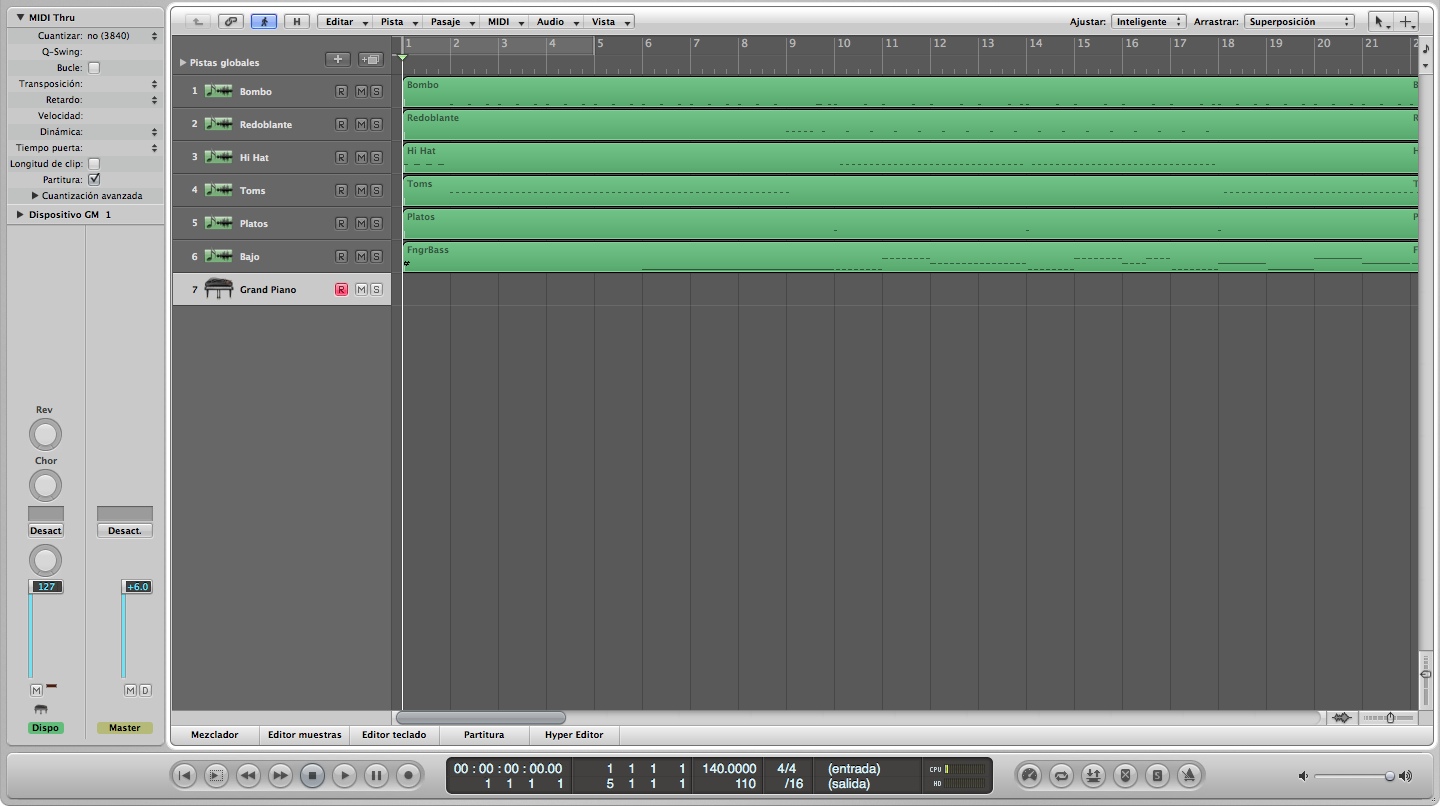 MIDI Thru
Cuantizar: no (3840)
Q-Swing:
Bucle:
Transposición:
Retardo:
Velocidad:
Dinámica:
Tiempo puerta:
Longitud de clip:
Partitura:
Cuantización avanzada
Dispositivo GM 1
Rev
Chor
Desact
Desact.
127
+6.0
M
M D
Dispo
Master
H
Editar Pista Pasaje MIDI Audio Vista
Ajustar: Inteligente Arrastrar: Superposición
Pistas globales
1 2 3 4 5 6 7 8 9 10 11 12 13 14 15 16 17 18 19 20 21
1 Bombo R M S
2 Redoblante R M S
3 Hi Hat R M S
4 Toms R M S
5 Platos R M S
6 Bajo R M S
7 Grand Piano R M S
Bombo
Redoblante
Hi Hat
Toms
Platos
FngrBass
Mezclador Editor muestras Editor teclado Partitura Hyper Editor
00 : 00 : 00 : 00.00 1 1 1 1 140.0000 4/4 (entrada) CPU
1 1 1 1 5 1 1 1 110 /16 (salida) HD
S